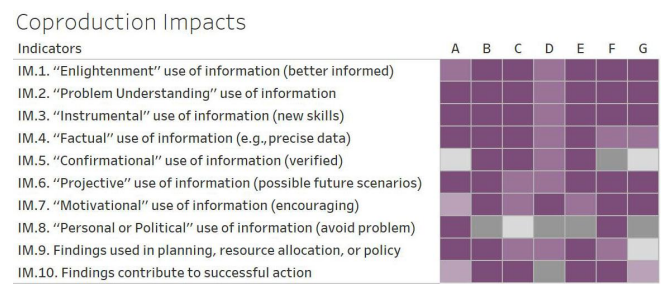 Coproduction Impacts
Indicators A B C D E F G
IM.1. “Enlightenment” use of information (better informed)
IM.2. “Problem Understanding” use of information
IM.3. “Instrumental” use of information (new skills)
IM.4. “Factual” use of information (e.g., precise data)
IM.5. “Confirmational” use of information (verified)
IM.6. “Projective” use of information (possible future scenarios)
IM.7. “Motivational” use of information (encouraging)
IM.8. “Personal or Political” use of information (avoid problem)
IM.9. Findings used in planning, resource allocation, or policy
IM.10. Findings contribute to successful action